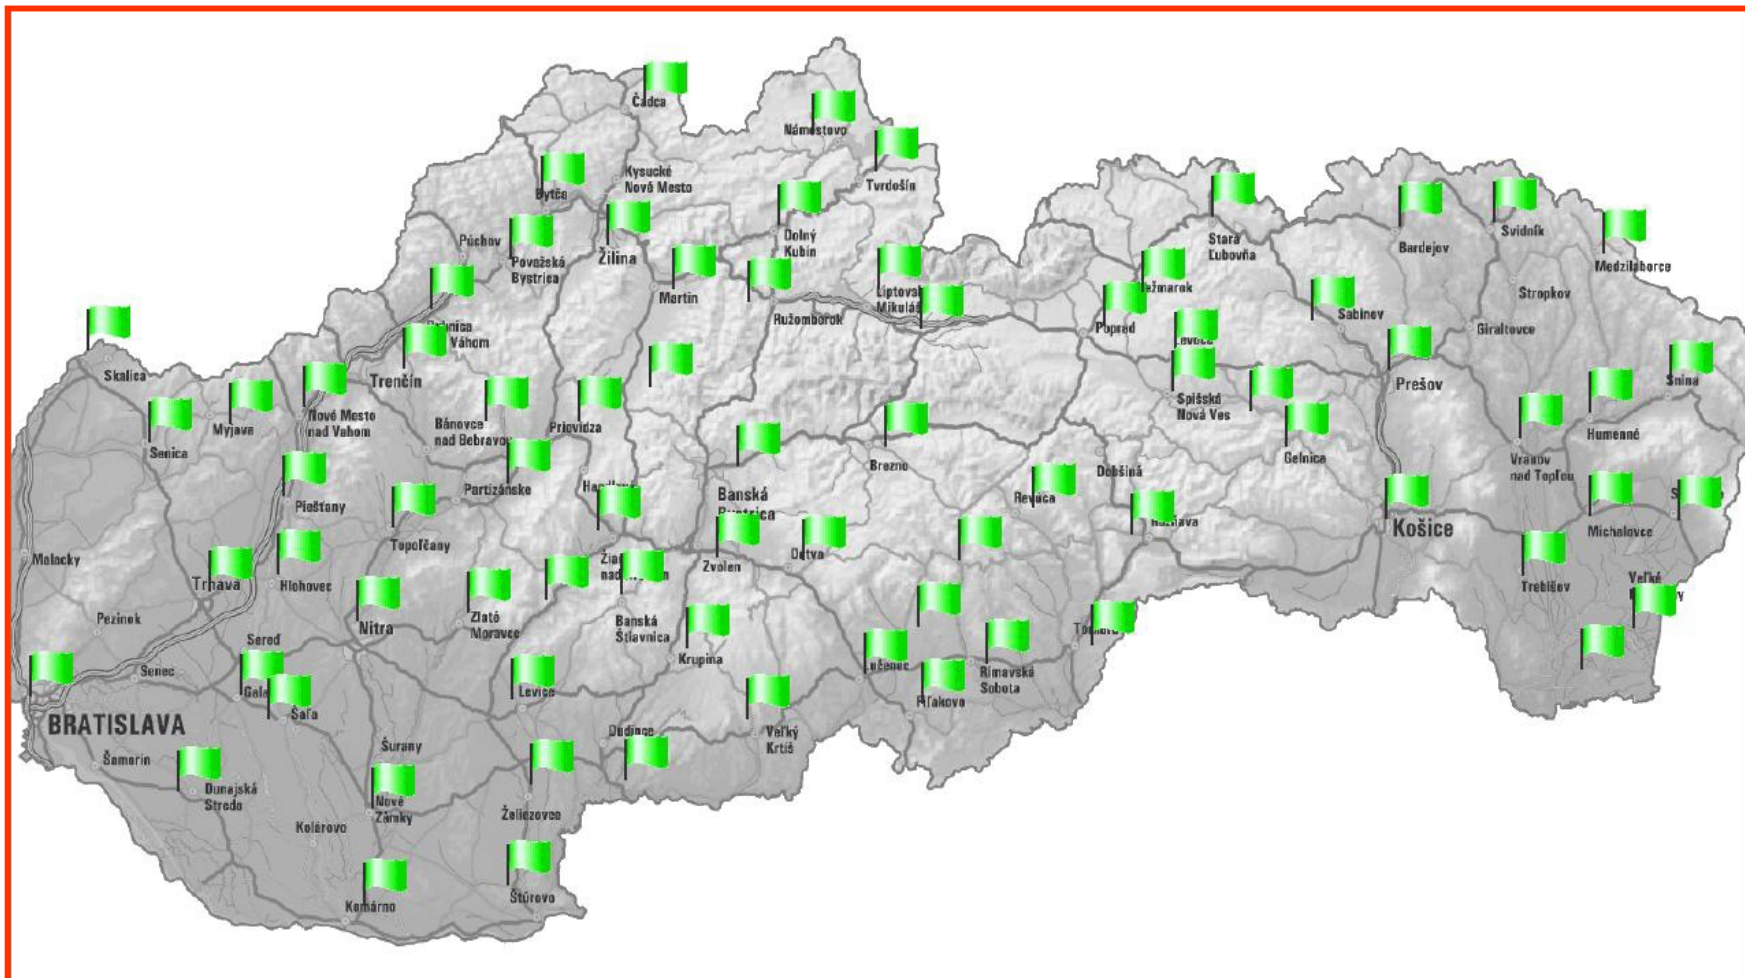 Čadca
Námestovo
Kysucké
Nové Mesto
Tvrdošín
Bytča
Púchov
Považská
Bystrica
Žilina
Dolný
Kubín
Stará
Ľubovňa
Bardejov
Svidník
Medzilaborce
Stropkov
Martin
Ružomberok
Mikuláš
Poprad
Sabinov
Giraltovce
Váhom
Skalica
Trenčín
Prešov
Snina
Senica
Myjava
Nové Mesto
nad Váhom
Bánovce
nad Bebravou
Prievidza
Spišská
Nová Ves
Humenné
Brezno
Dobšiná
Gelnica
Vranov
nad Topľou
Piešťany
Partizánske
Banská
Revúca
Topoľčany
Košice
Michalovce
Malacky
Trnava
Hlohovec
Zvolen
Detva
Trebišov
Veľké
Pezinok
Nitra
Zlaté
Moravce
Banská
Štiavnica
Sereď
Senec
Krupina
Lučenec
Rimavská
Sobota
Levice
Fiľakovo
BRATISLAVA
Šaľa
Šamorín
Šurany
Dudince
Veľký
Krtíš
Dunajská
Streda
Nové
Zámky
Želiezovce
Kolárovo
Komárno
Štúrovo